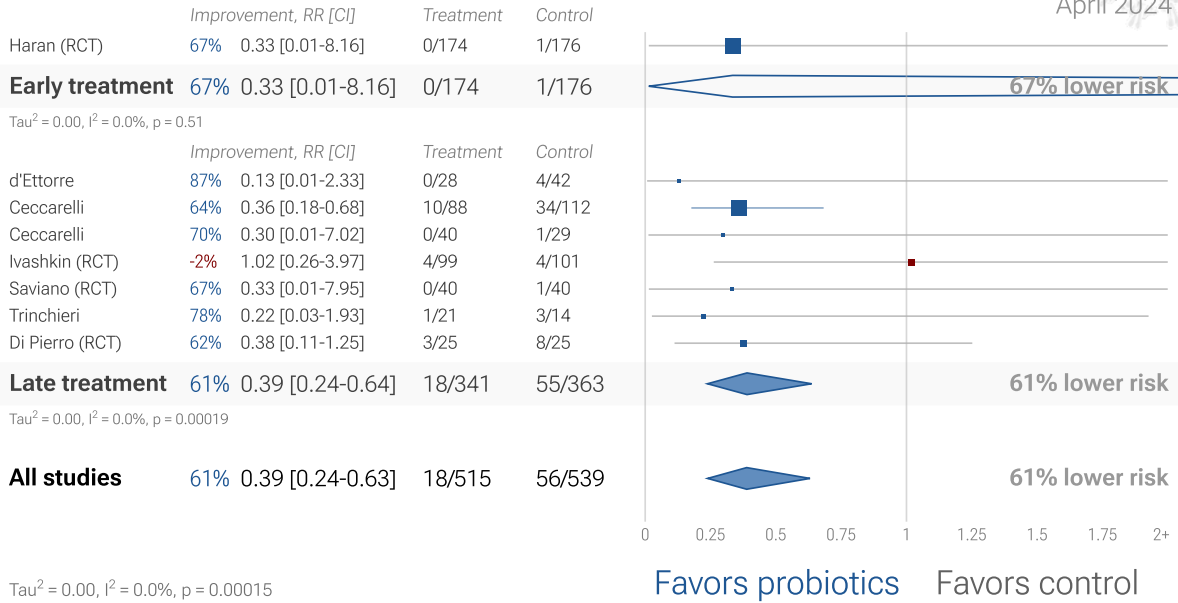 April 2024
Improvement, RR [CI] Treatment Control
Haran (RCT) 67% 0.33 [0.01-8.16] 0/174 1/176
Early treatment 67% 0.33 [0.01-8.16] 0/174 1/176 67% lower risk
Tau² = 0.00, I² = 0.0%, p = 0.51
Improvement, RR [CI] Treatment Control
d'Ettorre 87% 0.13 [0.01-2.33] 0/28 4/42
Ceccarelli 64% 0.36 [0.18-0.68] 10/88 34/112
Ceccarelli 70% 0.30 [0.01-7.02] 0/40 1/29
Ivashkin (RCT) -2% 1.02 [0.26-3.97] 4/99 4/101
Saviano (RCT) 67% 0.33 [0.01-7.95] 0/40 1/40
Trinchieri 78% 0.22 [0.03-1.93] 1/21 3/14
Di Pierro (RCT) 62% 0.38 [0.11-1.25] 3/25 8/25
Late treatment 61% 0.39 [0.24-0.64] 18/341 55/363 61% lower risk
Tau² = 0.00, I² = 0.0%, p = 0.00019
All studies 61% 0.39 [0.24-0.63] 18/515 56/539 61% lower risk
0 0.25 0.5 0.75 1 1.25 1.5 1.75 2+
Tau² = 0.00, I² = 0.0%, p = 0.00015 Favors probiotics Favors control